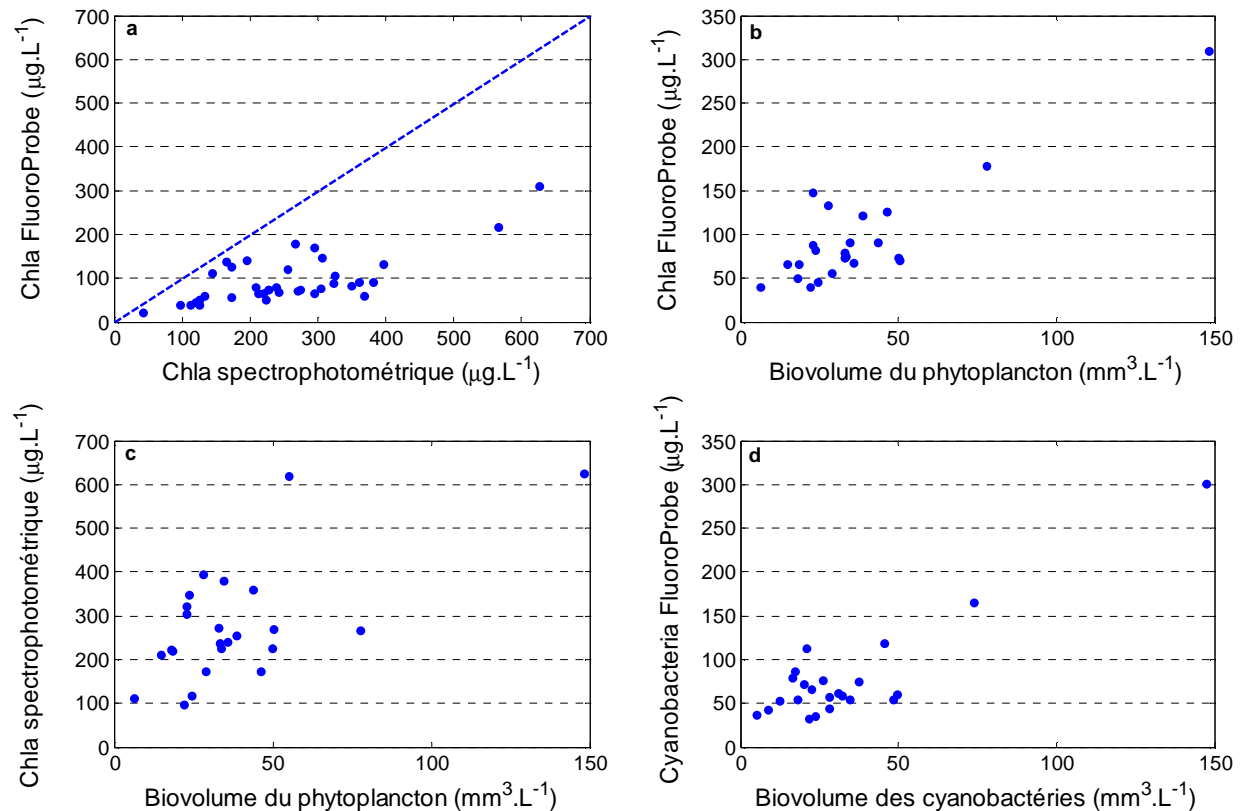 a
Chla FluoroProbe (µg.L-1)
700
600
500
400
300
200
100
0
0 100 200 300 400 500 600 700
Chla spectrophotométrique (µg.L-1)
b
Chla FluoroProbe (µg.L-1)
350
300
250
200
150
100
50
0
0 50 100 150
Biovolume du phytoplancton (mm3.L-1)
c
Chla spectrophotométrique (µg.L-1)
700
600
500
400
300
200
100
0
0 50 100 150
Biovolume du phytoplancton (mm3.L-1)
d
Cyanobacteria FluoroProbe (µg.L-1)
350
300
250
200
150
100
50
0
0 50 100 150
Biovolume des cyanobactéries (mm3.L-1)